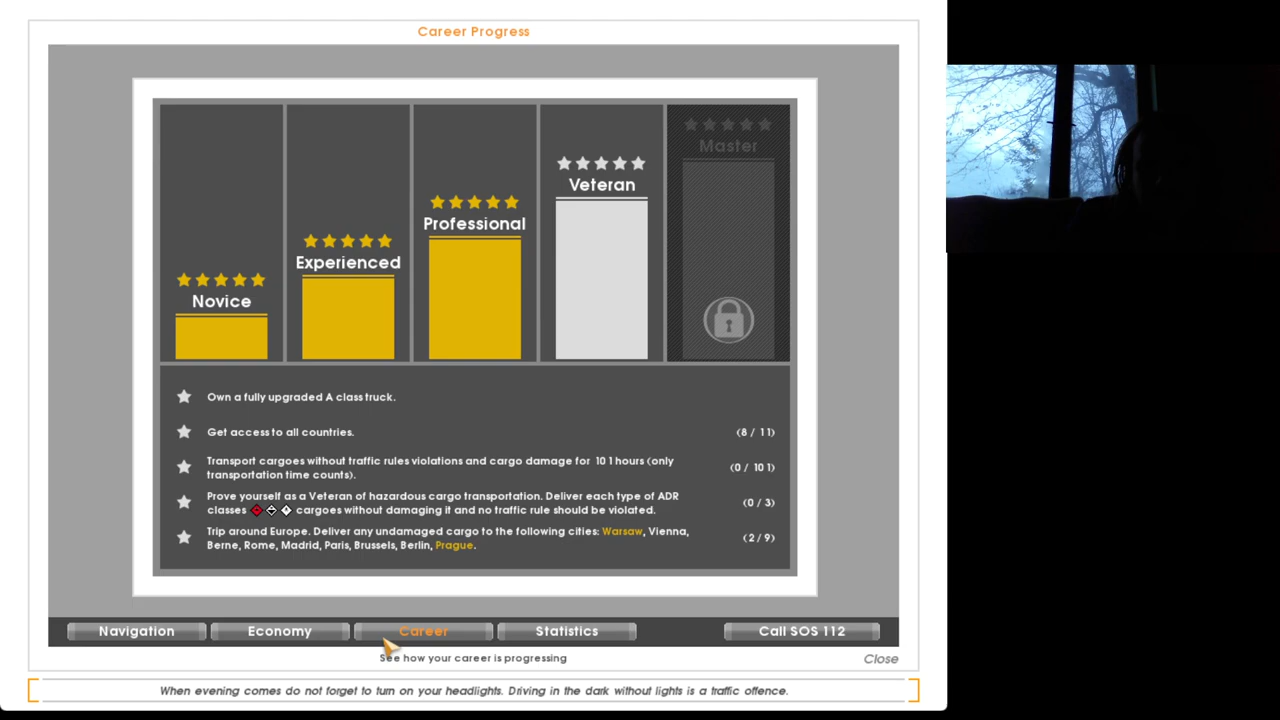 Career Progress
Master
Veteran
Professional
Experienced
Novice
Own a fully upgraded A class truck.
Get access to all countries. (8 / 11)
Transport cargoes without traffic rules violations and cargo damage for 101 hours (only
transportation time counts). (0 / 101)
Prove yourself as a Veteran of hazardous cargo transportation. Deliver each type of ADR
classes cargoes without damaging it and no traffic rule should be violated. (0 / 3)
Trip around Europe. Deliver any undamaged cargo to the following cities: Warsaw, Vienna,
Berne, Rome, Madrid, Paris, Brussels, Berlin, Prague. (2 / 9)
Navigation Economy Career Statistics Call SOS 112
See how your career is progressing Close
When evening comes do not forget to turn on your headlights. Driving in the dark without lights is a traffic offence.